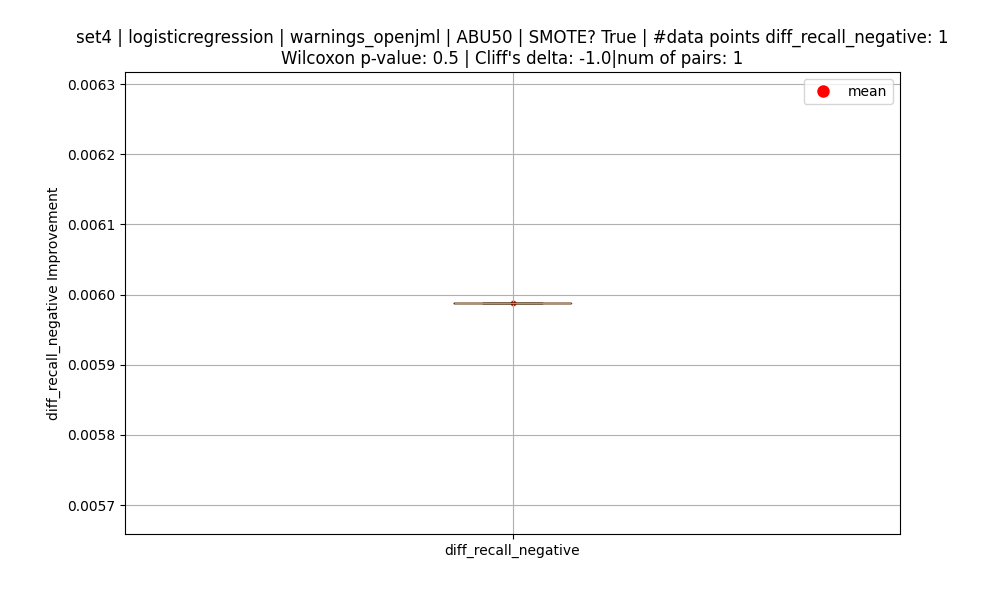 set4 | logisticregression | warnings_openjml | ABU50 | SMOTE? True | #data points diff_recall_negative: 1
Wilcoxon p-value: 0.5 | Cliff's delta: -1.0|num of pairs: 1
mean
0.0063
0.0062
0.0061
0.0060
0.0059
0.0058
0.0057
diff_recall_negative Improvement
diff_recall_negative